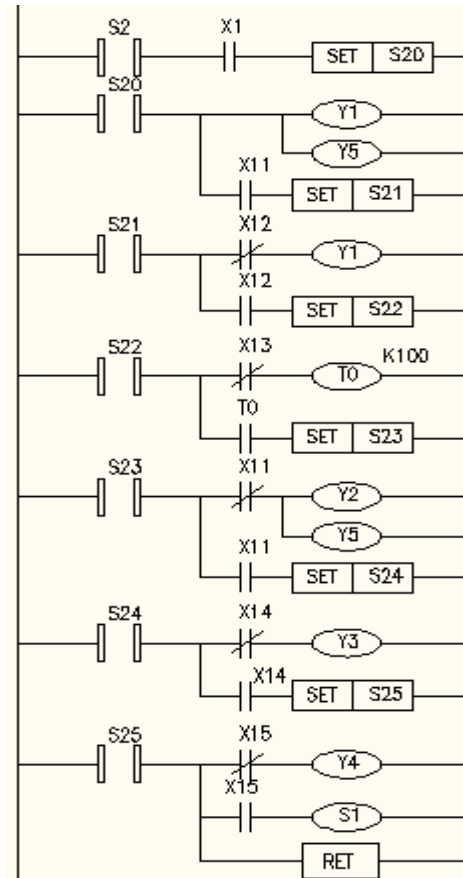 S2 X1
SET S20
S20
Y1
Y5
X11
SET S21
S21 X12
Y1
X12
SET S22
S22 X13 K100
T0
T0
SET S23
S23 X11
Y2
Y5
X11
SET S24
S24 X14
Y3
X14
SET S25
S25 X15
Y4
X15
S1
RET